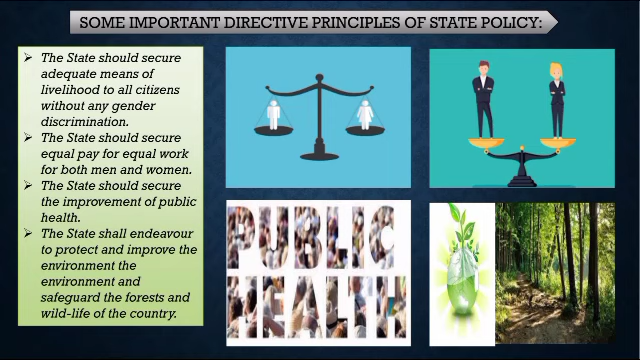 SOME IMPORTANT DIRECTIVE PRINCIPLES OF STATE POLICY:
➢ The State should secure
adequate means of
livelihood to all citizens
without any gender
discrimination.
➢ The State should secure
equal pay for equal work
for both men and women.
➢ The State should secure
the improvement of public
health.
➢ The State shall endeavour
to protect and improve the
environment the
environment and
safeguard the forests and
wild-life of the country.
PUBLIC
HEALTH